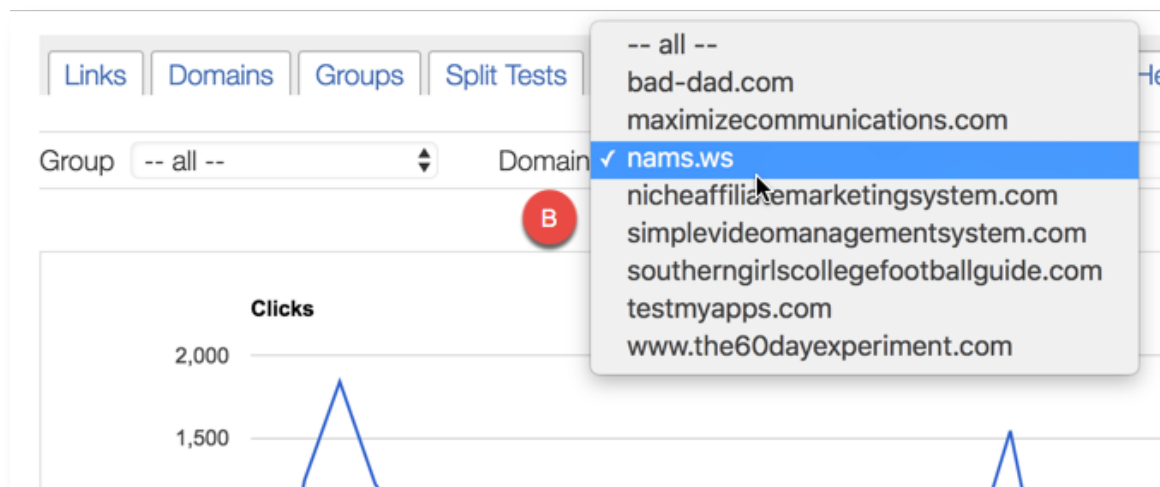 Links Domains Groups Split Tests
-- all --
bad-dad.com
maximizecommunications.com
Group -- all -- Domain ✓ nams.ws
nicheaffiliatemarketingsystem.com
B
simplevideomanagementsystem.com
southerngirlscollegefootballguide.com
Clicks
testmyapps.com
www.the60dayexperiment.com
2,000
1,500